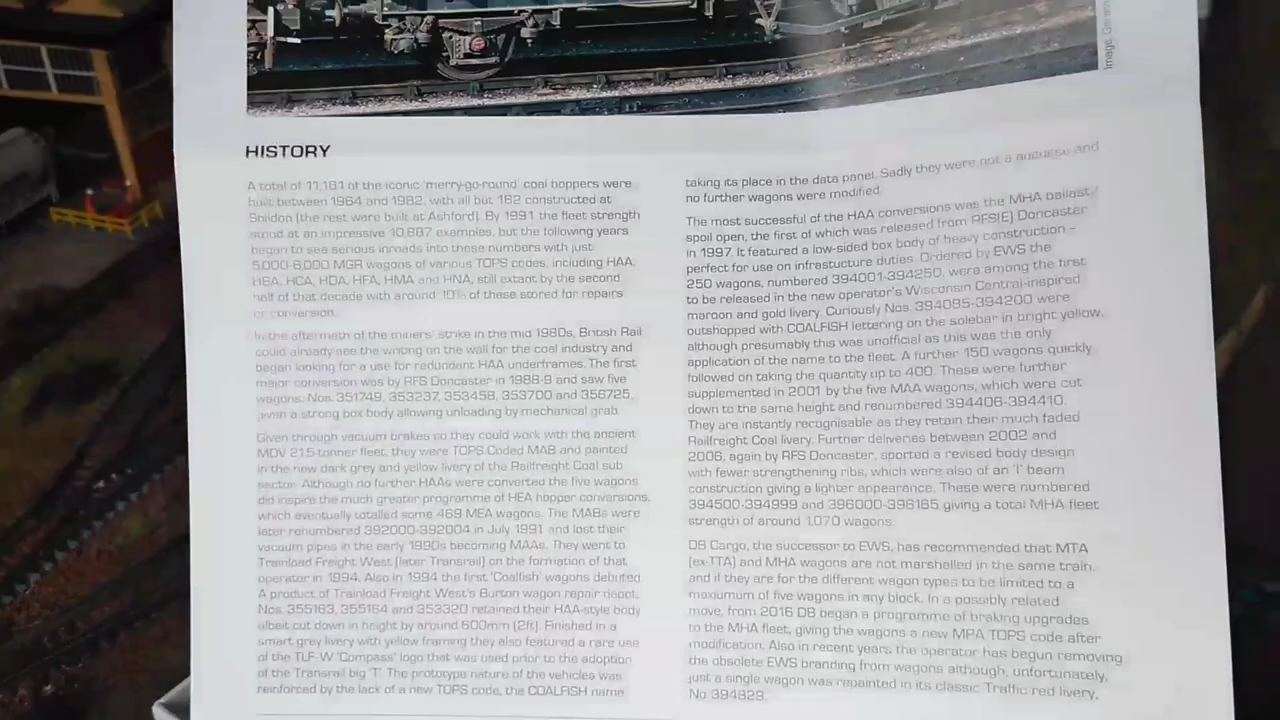 HISTORY
A total of 11,161 of the iconic 'merry-go-round' coal hoppers were
built between 1964 and 1982, with all but 162 constructed at
Shildon (the rest were built at Ashford). By 1991 the fleet strength
stood at an impressive 10,887 examples, but the following years
began to see serious inroads into these numbers with just
5,000-6,000 MGR wagons of various TOPS codes, including HAA,
HBA, HCA, HDA, HFA, HMA and HNA, still extant by the second
half of that decade with around 10% of these stored for repairs
or conversion.
In the aftermath of the miners' strike in the mid 1980s, British Rail
could already see the writing on the wall for the coal industry and
began looking for a use for redundant HAA underframes. The first
major conversion was by RFS Doncaster in 1988-9 and saw five
wagons, Nos. 351749, 353237, 353458, 353700 and 356725,
given a strong box body allowing unloading by mechanical grab.
Given through vacuum brakes so they could work with the ancient
MDV 21.5-tonner fleet, they were TOPS Coded MAB and painted
in the new dark grey and yellow livery of the Railfreight Coal sub
sector. Although no further HAAs were converted the five wagons
did inspire the much greater programme of HEA hopper conversions,
which eventually totalled some 469 MEA wagons. The MABs were
later renumbered 392000-392004 in July 1991 and lost their
vacuum pipes in the early 1990s becoming MAAs. They went to
Trainload Freight West (later Transrail) on the formation of that
operator in 1994. Also in 1994 the first 'Coalfish' wagons debuted.
A product of Trainload Freight West's Burton wagon repair depot,
Nos. 355163, 355164 and 353320 retained their HAA-style body
albeit cut down in height by around 600mm (2ft). Finished in a
smart grey livery with yellow framing they also featured a rare use
of the TLF-W 'Compass' logo that was used prior to the adoption
of the Transrail big 'T'. The prototype nature of the vehicles was
reinforced by the lack of a new TOPS code, the COALFISH name
taking its place in the data panel. Sadly they were not a success and
no further wagons were modified.
The most successful of the HAA conversions was the MHA ballast/
spoil open, the first of which was released from RFS(E) Doncaster
in 1997. It featured a low-sided box body of heavy construction –
perfect for use on infrastucture duties. Ordered by EWS the
250 wagons, numbered 394001-394250, were among the first
to be released in the new operator's Wisconsin Central-inspired
maroon and gold livery. Curiously Nos. 394085-394200 were
outshopped with COALFISH lettering on the solebar in bright yellow,
although presumably this was unofficial as this was the only
application of the name to the fleet. A further 150 wagons quickly
followed on taking the quantity up to 400. These were further
supplemented in 2001 by the five MAA wagons, which were cut
down to the same height and renumbered 394406-394410.
They are instantly recognisable as they retain their much faded
Railfreight Coal livery. Further deliveries between 2002 and
2006, again by RFS Doncaster, sported a revised body design
with fewer strengthening ribs, which were also of an 'I' beam
construction giving a lighter appearance. These were numbered
394500-394999 and 396000-396165 giving a total MHA fleet
strength of around 1,070 wagons.
DB Cargo, the successor to EWS, has recommended that MTA
(ex-TTA) and MHA wagons are not marshalled in the same train,
and if they are for the different wagon types to be limited to a
maximum of five wagons in any block. In a possibly related
move, from 2016 DB began a programme of braking upgrades
to the MHA fleet, giving the wagons a new MPA TOPS code after
modification. Also in recent years the operator has begun removing
the obsolete EWS branding from wagons although, unfortunately,
just a single wagon was repainted in its classic Traffic red livery,
No 394829.